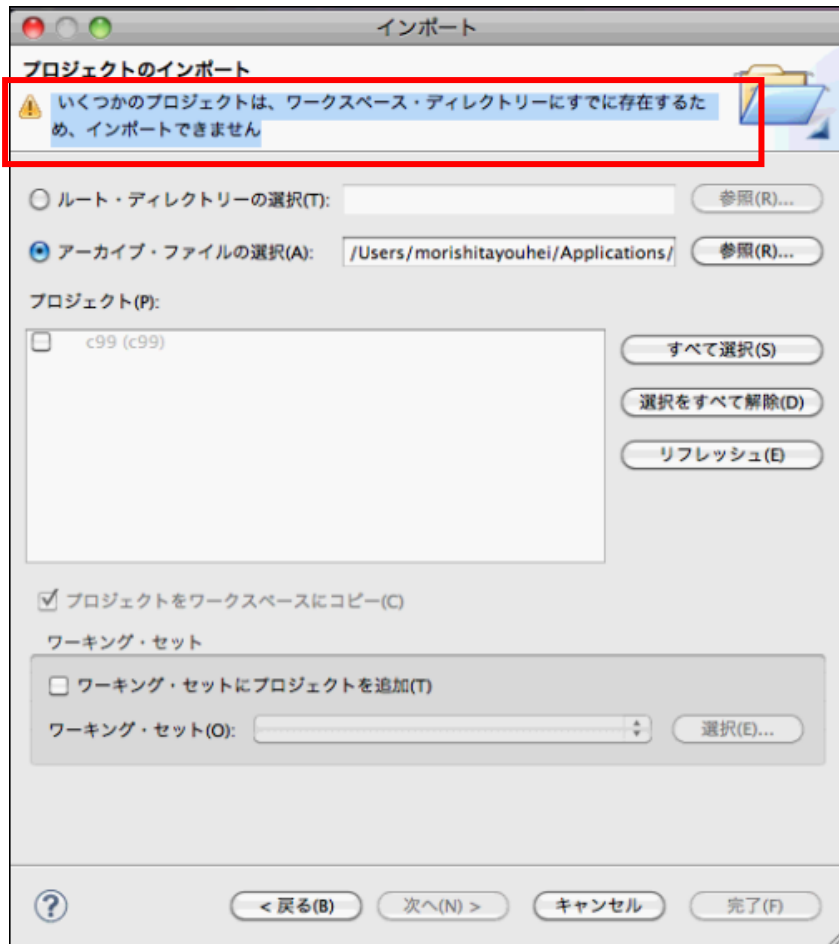 インポート
プロジェクトのインポート
いくつかのプロジェクトは、ワークスペース・ディレクトリーにすでに存在するた
め、インポートできません
ルート・ディレクトリーの選択(T):
参照(R)...
アーカイブ・ファイルの選択(A): /Users/morishitayouhei/Applications/ 参照(R)...
プロジェクト(P):
c99 (c99)
すべて選択(S)
選択をすべて解除(D)
リフレッシュ(E)
プロジェクトをワークスペースにコピー(C)
ワーキング・セット
ワーキング・セットにプロジェクトを追加(T)
ワーキング・セット(O): 選択(E)...
? < 戻る(B) 次へ(N) > キャンセル 完了(F)